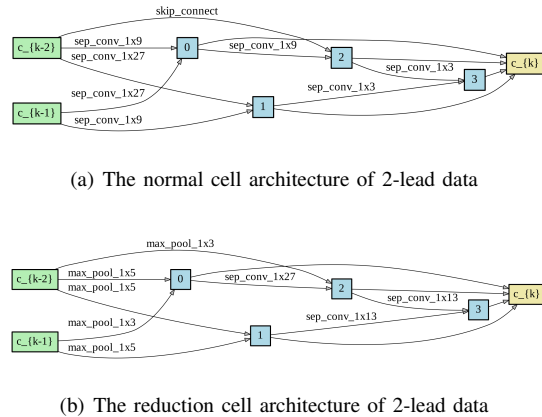 skip_connect
c_{k-2}
sep_conv_1x9
0
sep_conv_1x9
2
c_{k}
sep_conv_1x27
sep_conv_1x3
3
sep_conv_1x27
sep_conv_1x3
c_{k-1}
1
sep_conv_1x9
(a) The normal cell architecture of 2-lead data
max_pool_1x3
c_{k-2}
max_pool_1x5
0
sep_conv_1x27
2
c_{k}
max_pool_1x5
sep_conv_1x13
3
max_pool_1x3
sep_conv_1x13
c_{k-1}
1
max_pool_1x5
(b) The reduction cell architecture of 2-lead data